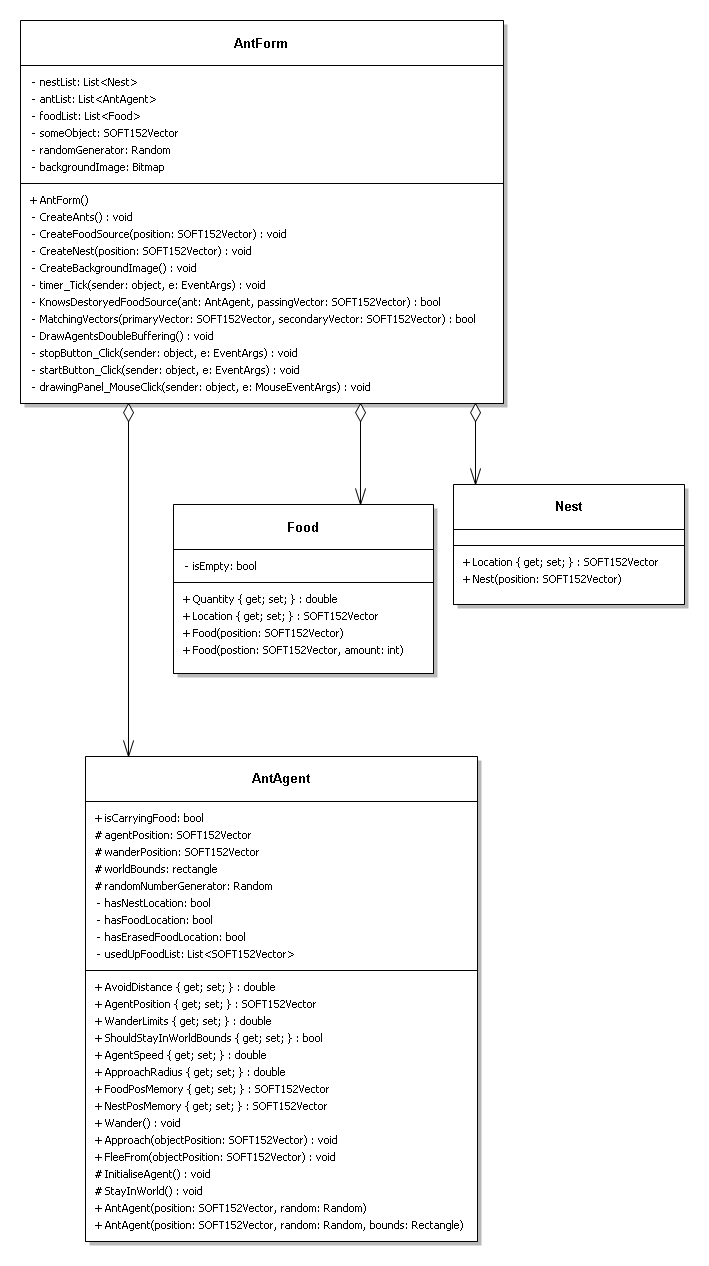 AntForm
- nestList: List<Nest>
- antList: List<AntAgent>
- foodList: List<Food>
- someObject: SOFT152Vector
- randomGenerator: Random
- backgroundImage: Bitmap
+ AntForm()
- CreateAnts() : void
- CreateFoodSource(position: SOFT152Vector) : void
- CreateNest(position: SOFT152Vector) : void
- CreateBackgroundImage() : void
- timer_Tick(sender: object, e: EventArgs) : void
- KnowsDestoryedFoodSource(ant: AntAgent, passingVector: SOFT152Vector) : bool
- MatchingVectors(primaryVector: SOFT152Vector, secondaryVector: SOFT152Vector) : bool
- DrawAgentsDoubleBuffering() : void
- stopButton_Click(sender: object, e: EventArgs) : void
- startButton_Click(sender: object, e: EventArgs) : void
- drawingPanel_MouseClick(sender: object, e: MouseEventArgs) : void
Food
- isEmpty: bool
+ Quantity { get; set; } : double
+ Location { get; set; } : SOFT152Vector
+ Food(position: SOFT152Vector)
+ Food(postion: SOFT152Vector, amount: int)
Nest
+ Location { get; set; } : SOFT152Vector
+ Nest(position: SOFT152Vector)
AntAgent
+ isCarryingFood: bool
# agentPosition: SOFT152Vector
# wanderPosition: SOFT152Vector
# worldBounds: rectangle
# randomNumberGenerator: Random
- hasNestLocation: bool
- hasFoodLocation: bool
- hasErasedFoodLocation: bool
- usedUpFoodList: List<SOFT152Vector>
+ AvoidDistance { get; set; } : double
+ AgentPosition { get; set; } : SOFT152Vector
+ WanderLimits { get; set; } : double
+ ShouldStayInWorldBounds { get; set; } : bool
+ AgentSpeed { get; set; } : double
+ ApproachRadius { get; set; } : double
+ FoodPosMemory { get; set; } : SOFT152Vector
+ NestPosMemory { get; set; } : SOFT152Vector
+ Wander() : void
+ Approach(objectPosition: SOFT152Vector) : void
+ FleeFrom(objectPosition: SOFT152Vector) : void
# InitialiseAgent() : void
# StayInWorld() : void
+ AntAgent(position: SOFT152Vector, random: Random)
+ AntAgent(position: SOFT152Vector, random: Random, bounds: Rectangle)